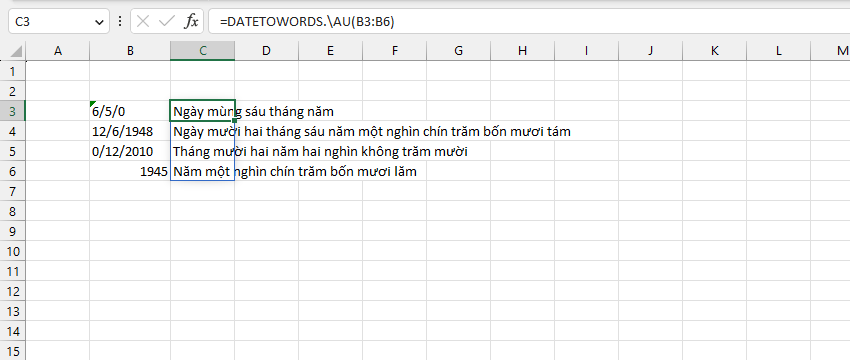 C3 fx =DATETOWORDS.\AU(B3:B6)
A B C D E F G H I J K L M
1
2
3 6/5/0 Ngày mùng sáu tháng năm
4 12/6/1948 Ngày mười hai tháng sáu năm một nghìn chín trăm bốn mươi tám
5 0/12/2010 Tháng mười hai năm hai nghìn không trăm mười
6 1945 Năm một nghìn chín trăm bốn mươi lăm
7
8
9
10
11
12
13
14
15